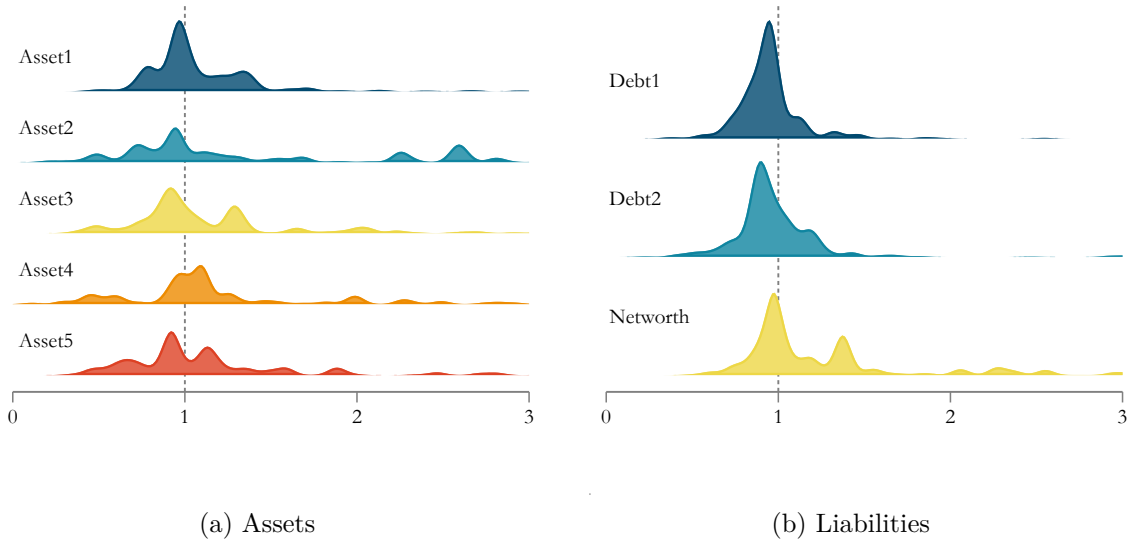 Asset1
Asset2
Asset3
Asset4
Asset5
0 1 2 3
(a) Assets
Debt1
Debt2
Networth
0 1 2 3
(b) Liabilities